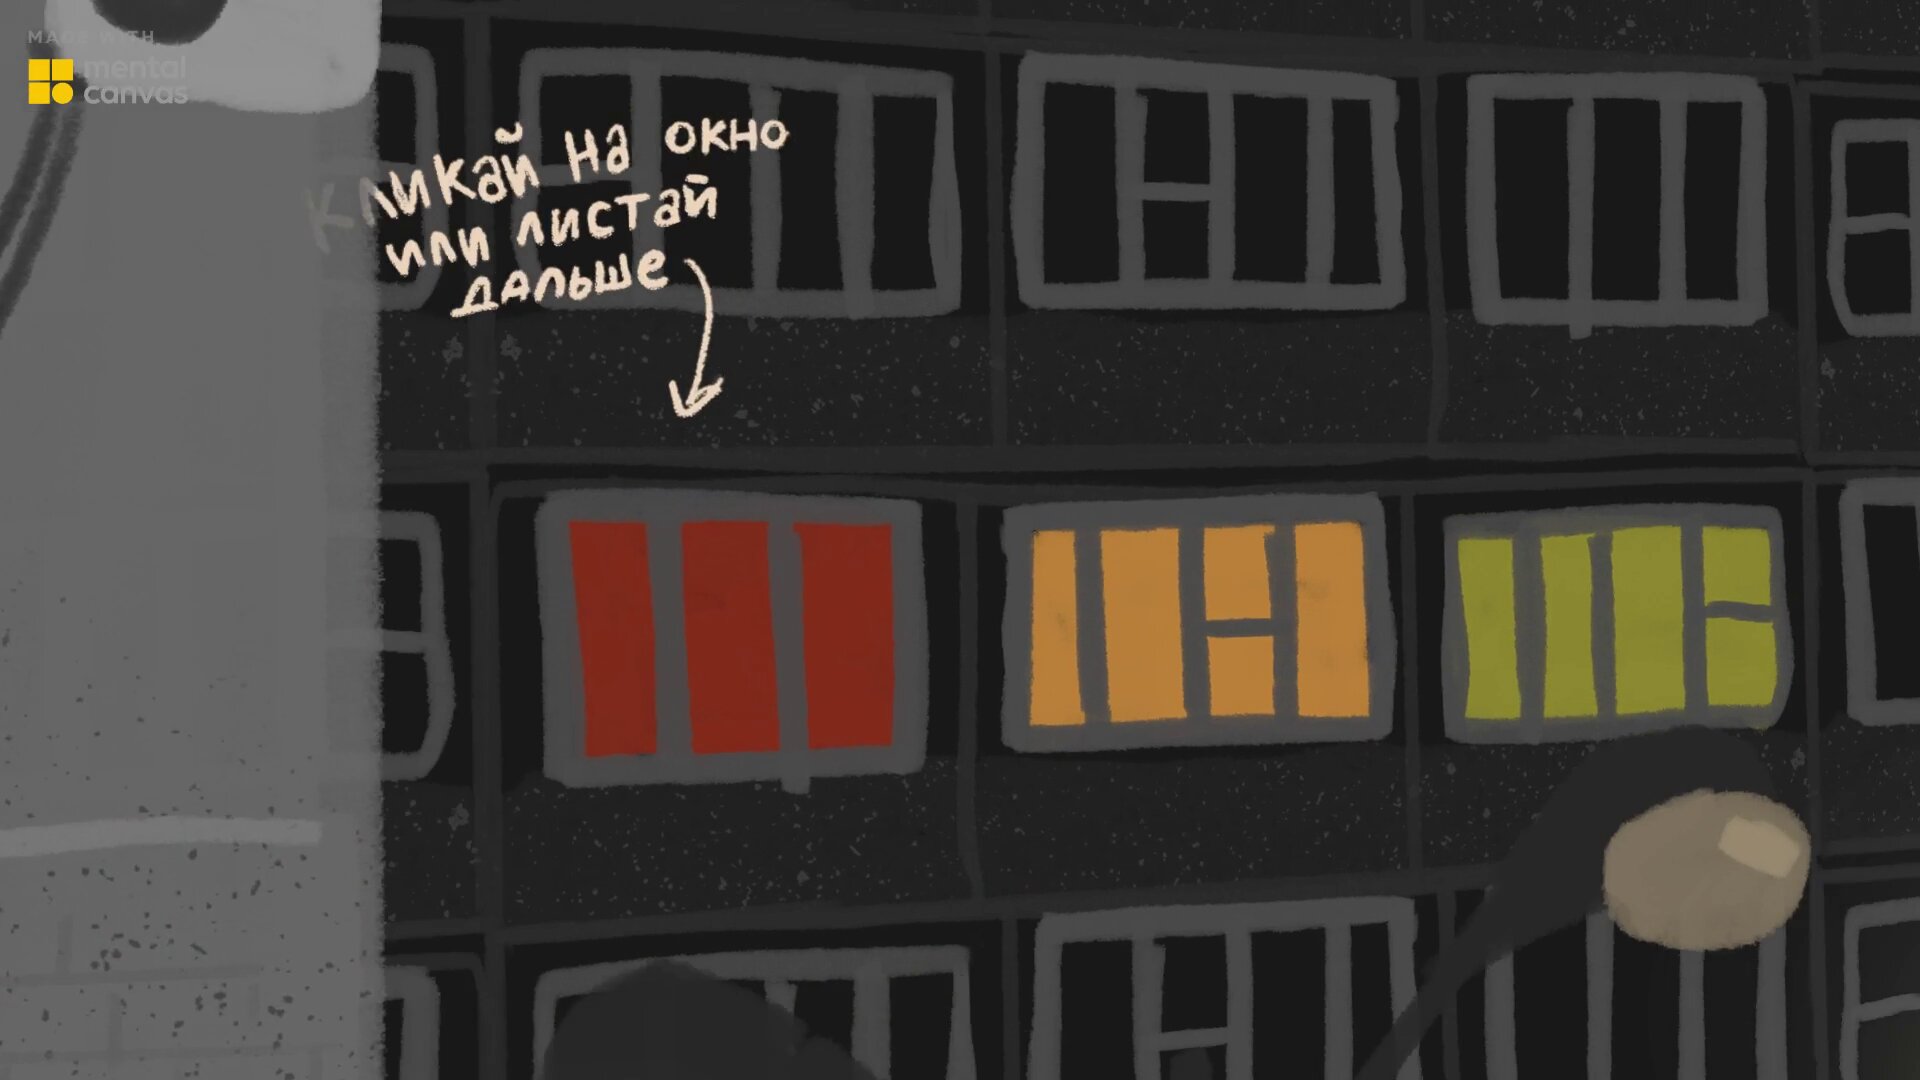 MADE WITH
mental
canvas
кликай на окно
или листай
дальше